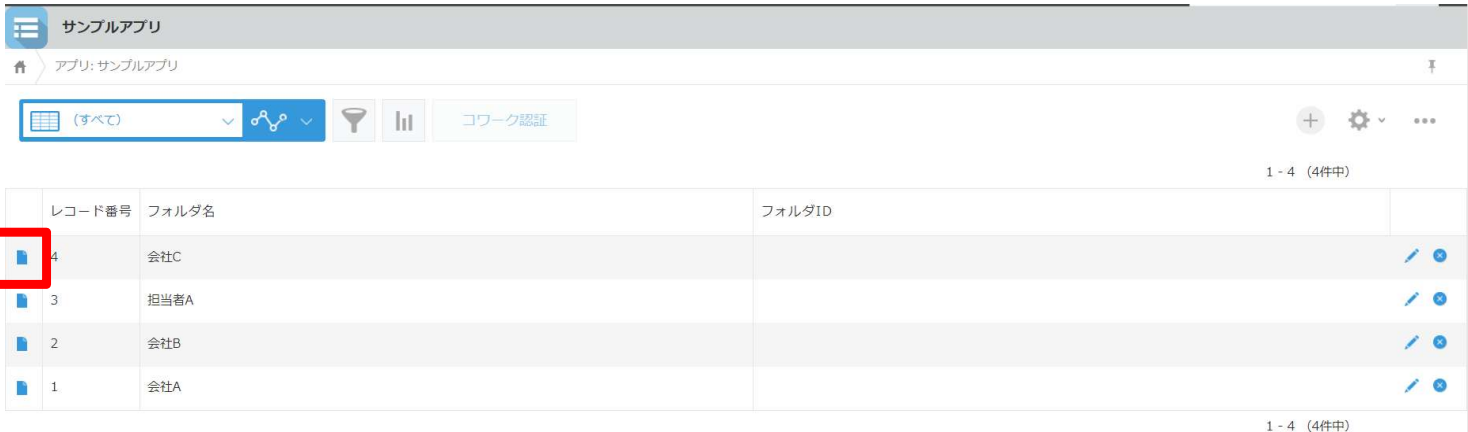 サンプルアプリ
アプリ: サンプルアプリ
(すべて) コワーク認証
1 - 4 (4件中)
レコード番号 フォルダ名 フォルダID
4 会社C
3 担当者A
2 会社B
1 会社A
1 - 4 (4件中)